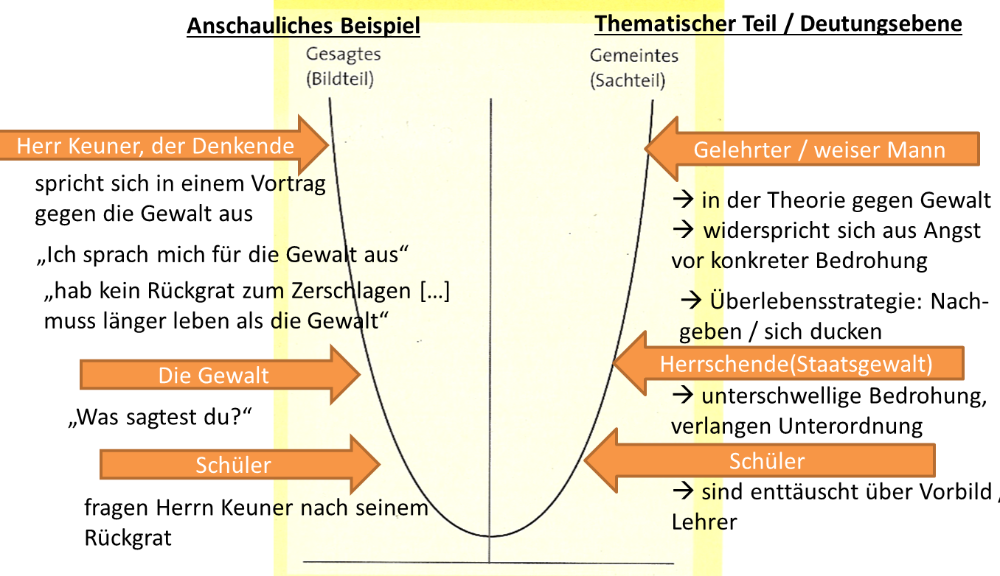 Anschauliches Beispiel
Gesagtes
(Bildteil)
Herr Keuner, der Denkende
spricht sich in einem Vortrag
gegen die Gewalt aus
„Ich sprach mich für die Gewalt aus“
„hab kein Rückgrat zum Zerschlagen […]
muss länger leben als die Gewalt“
Die Gewalt
„Was sagtest du?“
Schüler
fragen Herrn Keuner nach seinem
Rückgrat
Thematischer Teil / Deutungsebene
Gemeintes
(Sachteil)
Gelehrter / weiser Mann
→ in der Theorie gegen Gewalt
→ widerspricht sich aus Angst
vor konkreter Bedrohung
→ Überlebensstrategie: Nach-
geben / sich ducken
Herrschende(Staatsgewalt)
→ unterschwellige Bedrohung,
verlangen Unterordnung
Schüler
→ sind enttäuscht über Vorbild /
Lehrer